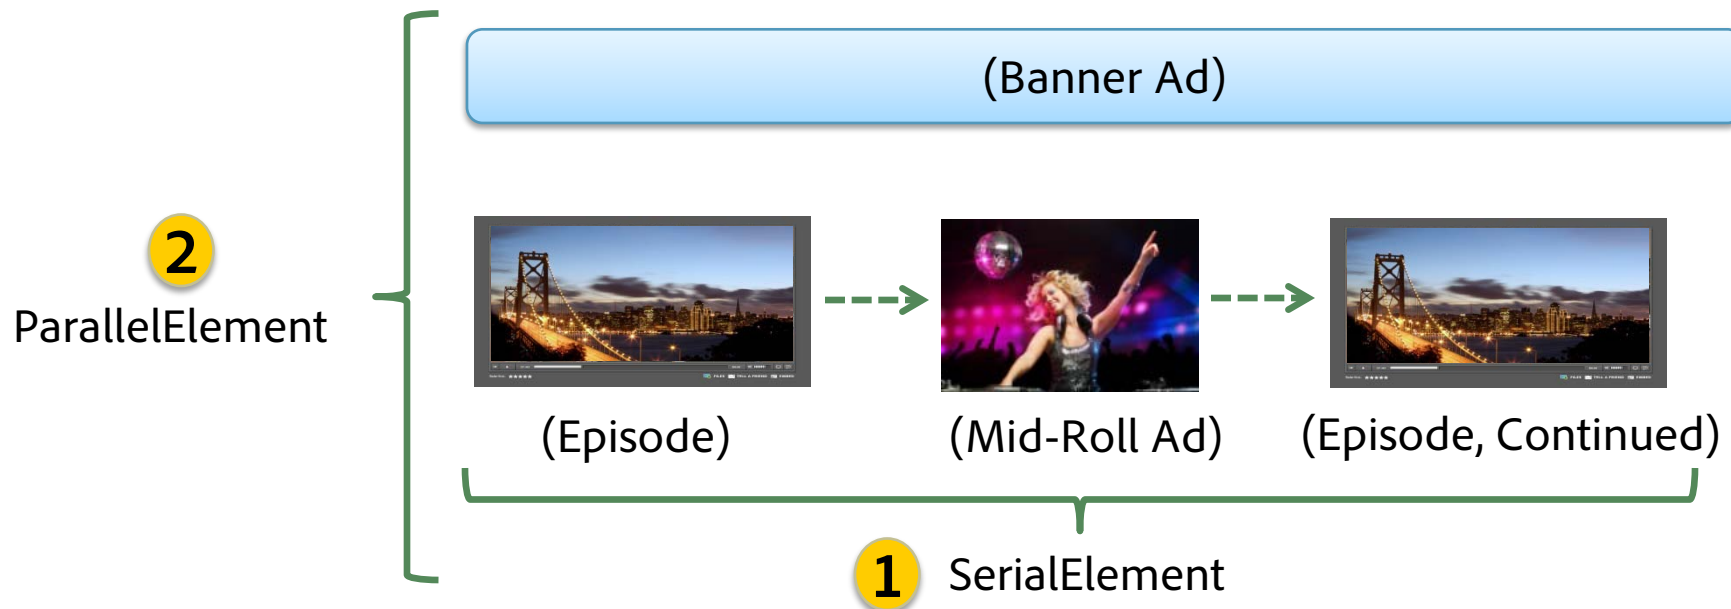 (Banner Ad)
2
ParallelElement
(Episode)
(Mid-Roll Ad)
(Episode, Continued)
1
SerialElement